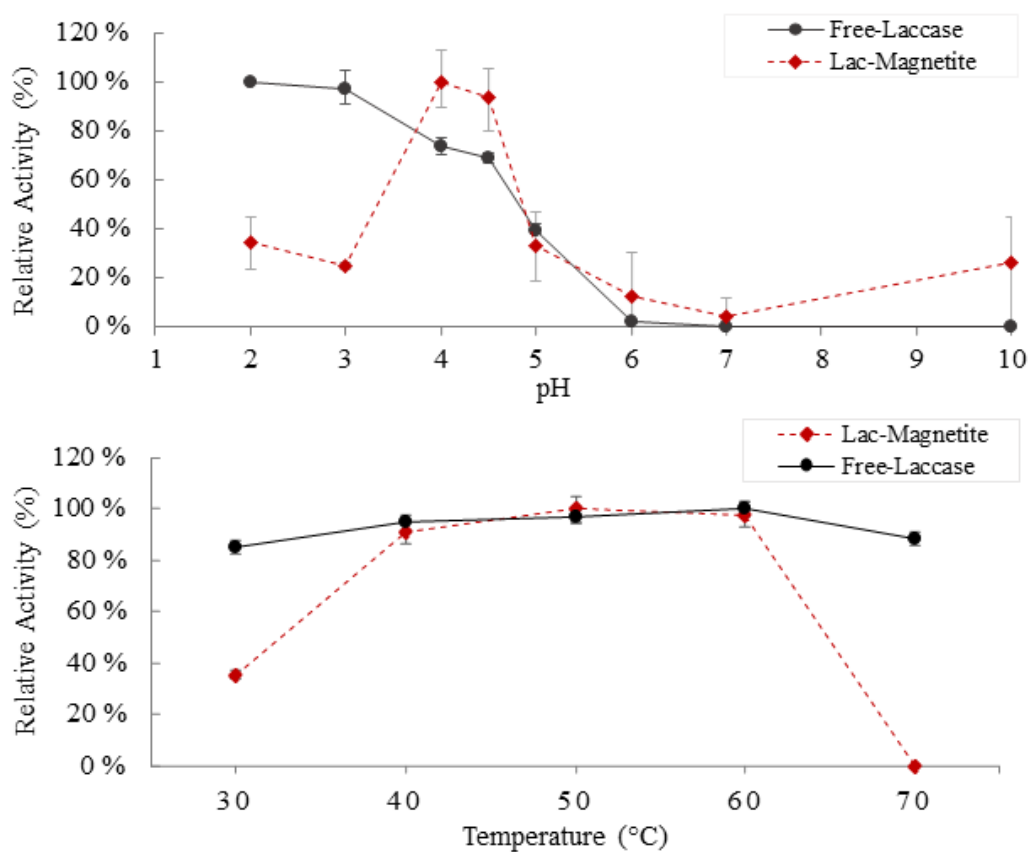 Free-Laccase
Lac-Magnetite
Relative Activity (%)
120 %
100 %
80 %
60 %
40 %
20 %
0 %
1 2 3 4 5 6 7 8 9 10
pH
Lac-Magnetite
Free-Laccase
Relative Activity (%)
120 %
100 %
80 %
60 %
40 %
20 %
0 %
30 40 50 60 70
Temperature (°C)